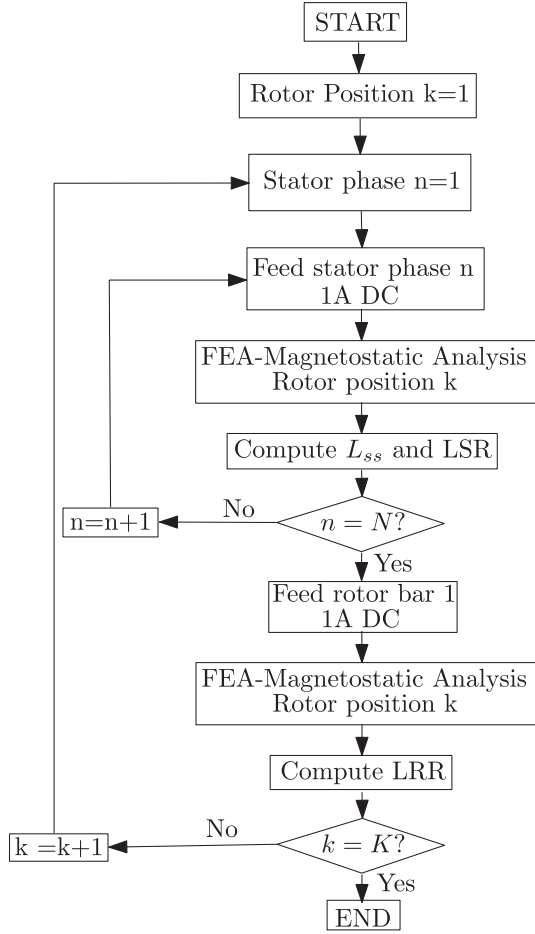 START
Rotor Position k=1
Stator phase n=1
Feed stator phase n
1A DC
FEA-Magnetostatic Analysis
Rotor position k
Compute L_{ss} and LSR
n = N?
No
n=n+1
Yes
Feed rotor bar 1
1A DC
FEA-Magnetostatic Analysis
Rotor position k
Compute LRR
k = K?
No
k =k+1
Yes
END